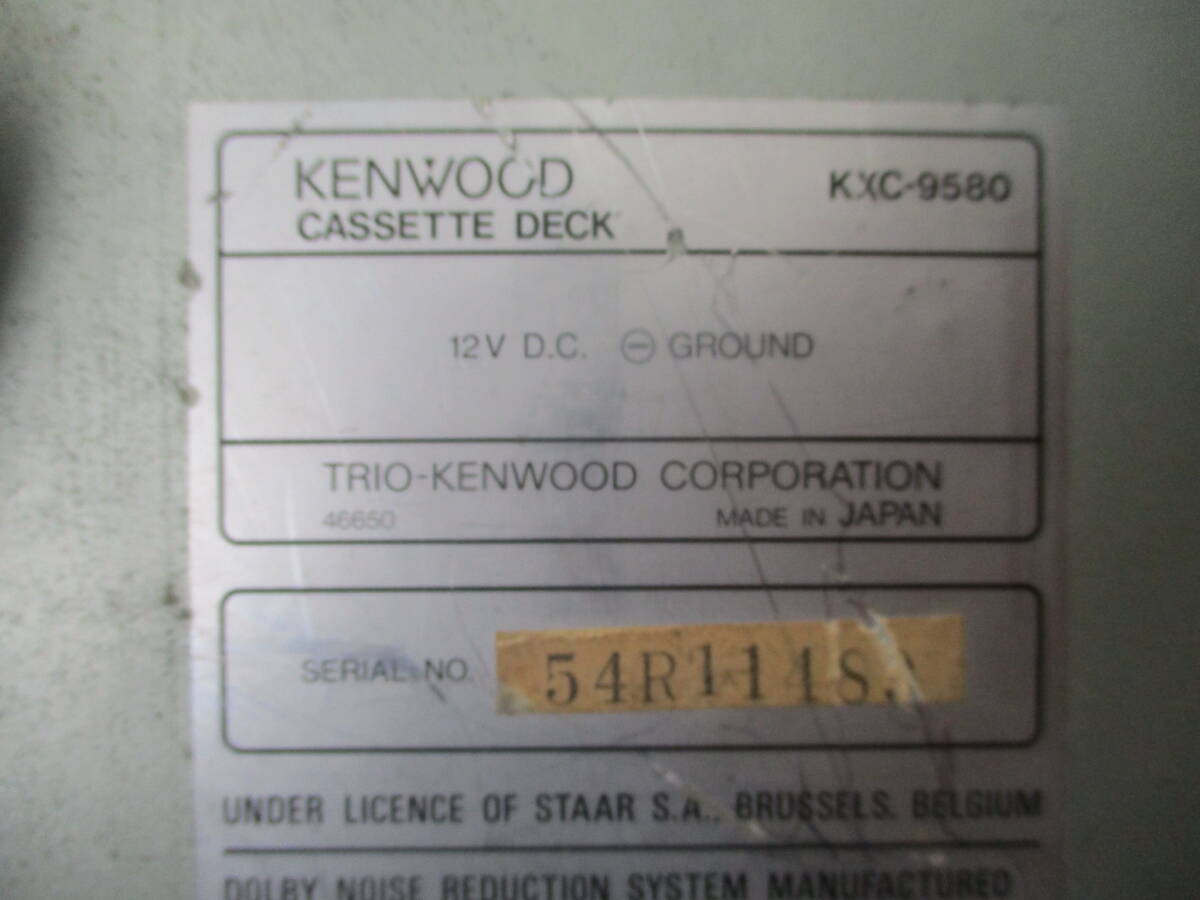 KENWOOD KXC-9580
CASSETTE DECK
12V D.C. ⊖ GROUND
TRIO-KENWOOD CORPORATION
46650 MADE IN JAPAN
SERIAL NO.
UNDER LICENCE OF STAAR S.A., BRUSSELS, BELGIUM
DOLBY NOISE REDUCTION SYSTEM MANUFACTURED